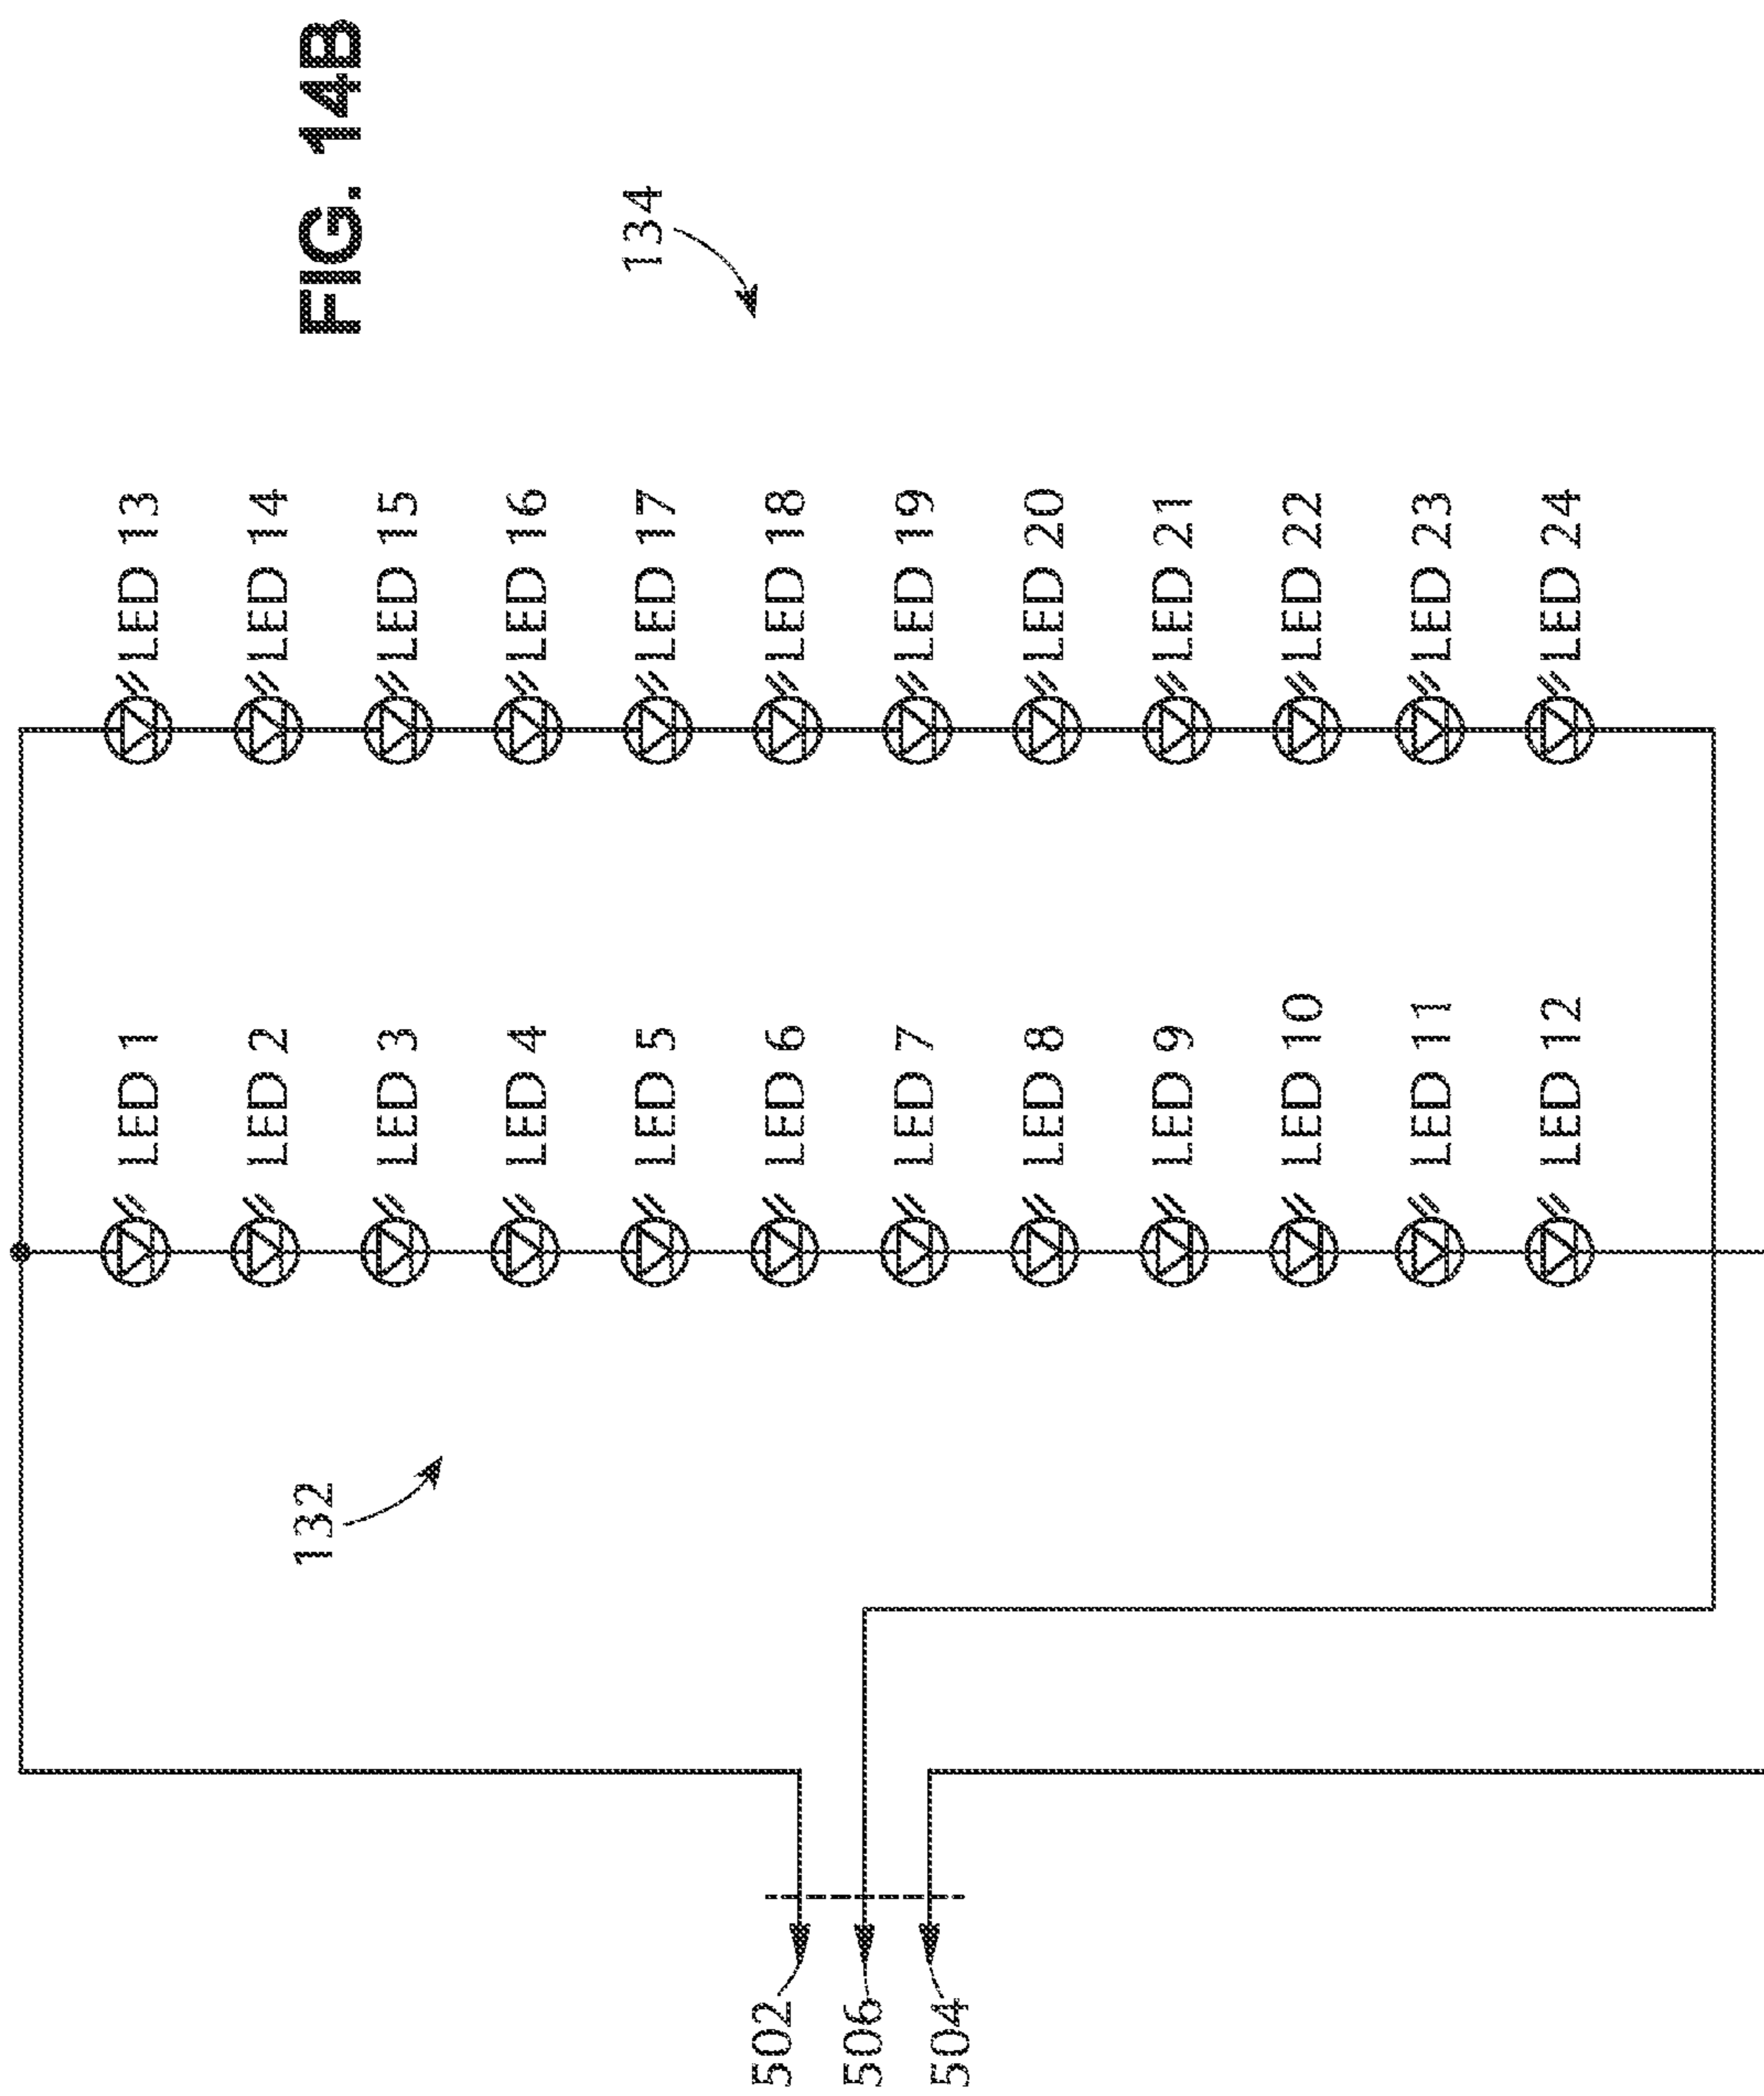 FIG. 14B
134
LED 13
LED 14
LED 15
LED 16
LED 17
LED 18
LED 19
LED 20
LED 21
LED 22
LED 23
LED 24
LED 1
LED 2
LED 3
LED 4
LED 5
LED 6
LED 7
LED 8
LED 9
LED 10
LED 11
LED 12
132
502
506
504